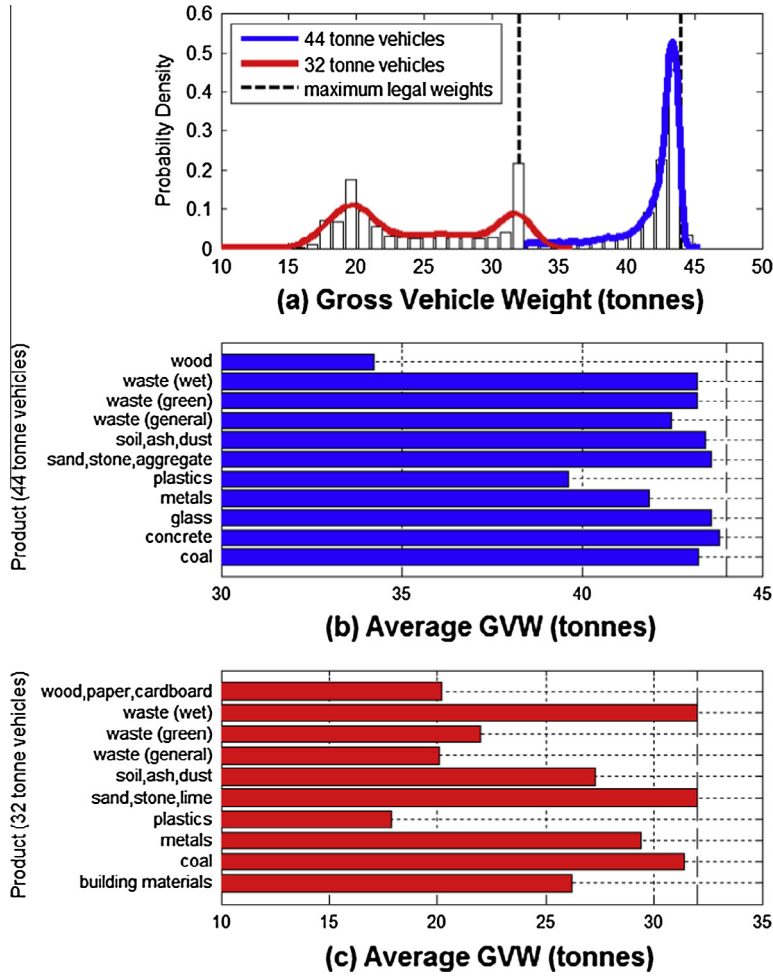 0.6
0.5
0.4
0.3
0.2
0.1
0
Probabilty Density
44 tonne vehicles
32 tonne vehicles
maximum legal weights
10 15 20 25 30 35 40 45 50
(a) Gross Vehicle Weight (tonnes)
Product (44 tonne vehicles)
wood
waste (wet)
waste (green)
waste (general)
soil,ash,dust
sand,stone,aggregate
plastics
metals
glass
concrete
coal
30 35 40 45
(b) Average GVW (tonnes)
Product (32 tonne vehicles)
wood,paper,cardboard
waste (wet)
waste (green)
waste (general)
soil,ash,dust
sand,stone,lime
plastics
metals
coal
building materials
10 15 20 25 30 35
(c) Average GVW (tonnes)